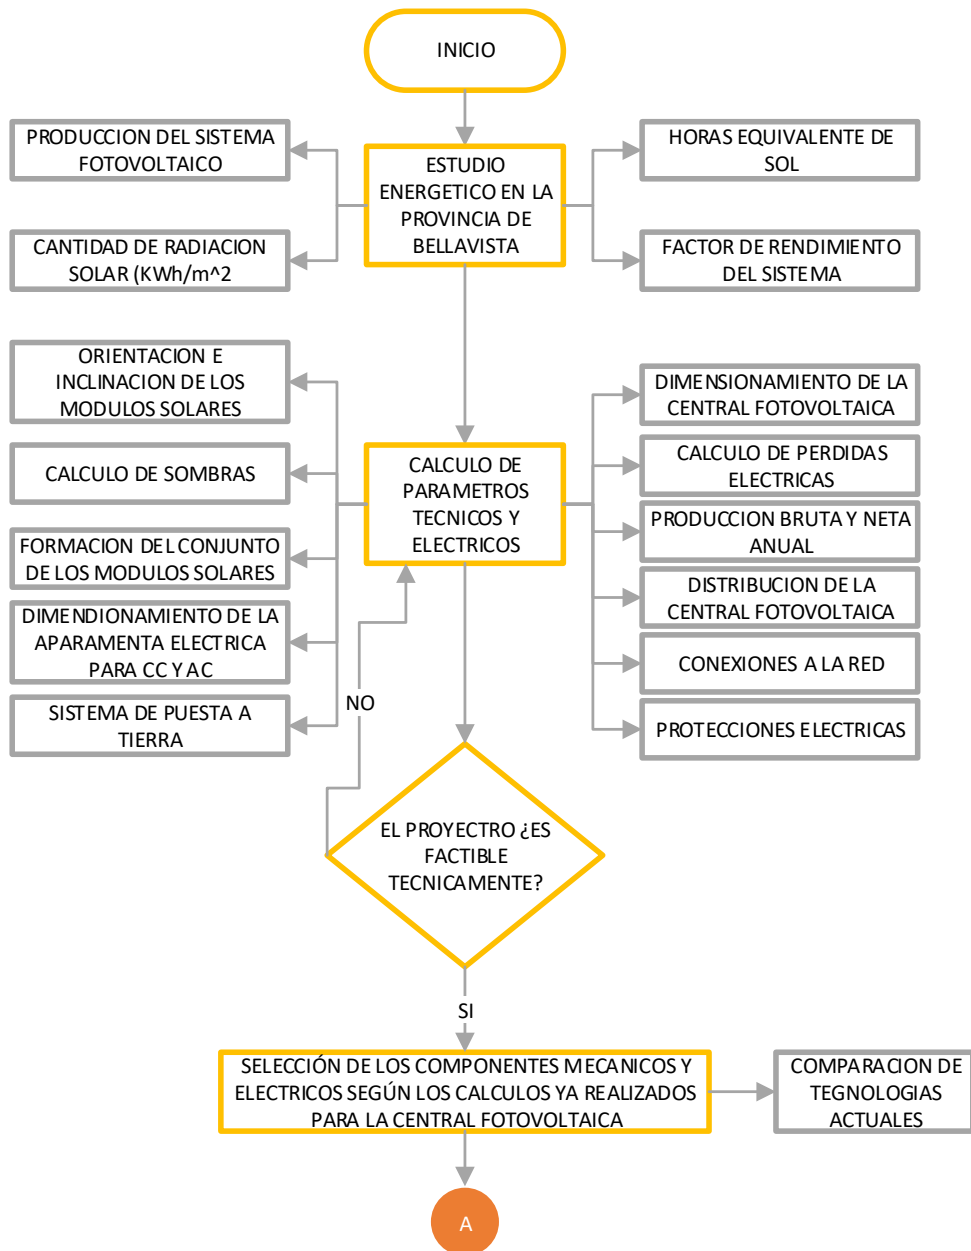 INICIO
PRODUCCION DEL SISTEMA
FOTOVOLTAICO
CANTIDAD DE RADIACION
SOLAR (KWh/m^2
ESTUDIO
ENERGETICO EN LA
PROVINCIA DE
BELLAVISTA
HORAS EQUIVALENTE DE
SOL
FACTOR DE RENDIMIENTO
DEL SISTEMA
ORIENTACION E
INCLINACION DE LOS
MODULOS SOLARES
CALCULO DE SOMBRAS
FORMACION DEL CONJUNTO
DE LOS MODULOS SOLARES
DIMENDIONAMIENTO DE LA
APARAMENTA ELECTRICA
PARA CC Y AC
SISTEMA DE PUESTA A
TIERRA
CALCULO DE
PARAMETROS
TECNICOS Y
ELECTRICOS
DIMENSIONAMIENTO DE LA
CENTRAL FOTOVOLTAICA
CALCULO DE PERDIDAS
ELECTRICAS
PRODUCCION BRUTA Y NETA
ANUAL
DISTRIBUCION DE LA
CENTRAL FOTOVOLTAICA
CONEXIONES A LA RED
PROTECCIONES ELECTRICAS
NO
EL PROYECTRO ¿ES
FACTIBLE
TECNICAMENTE?
SI
SELECCIÓN DE LOS COMPONENTES MECANICOS Y
ELECTRICOS SEGÚN LOS CALCULOS YA REALIZADOS
PARA LA CENTRAL FOTOVOLTAICA
COMPARACION DE
TEGNOLOGIAS
ACTUALES
A